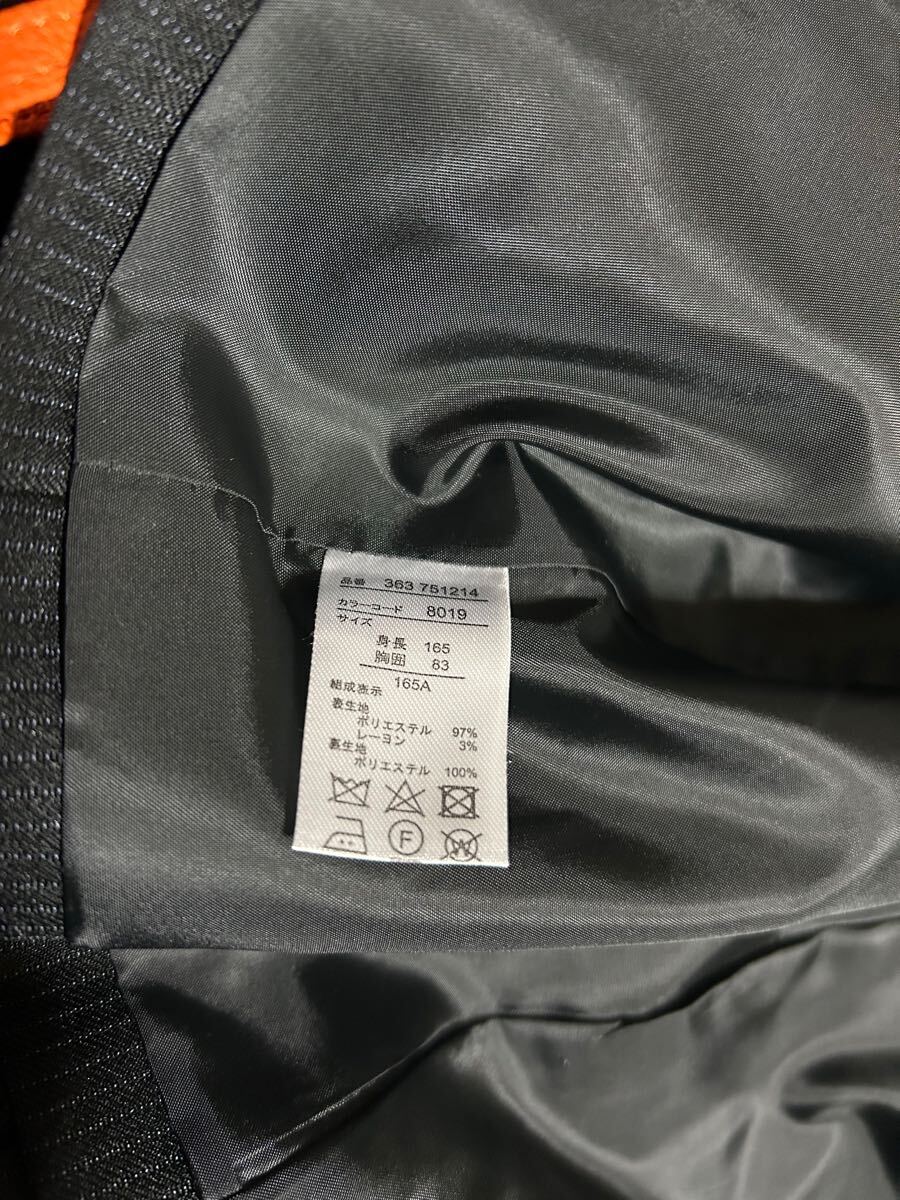 品番 363 751214
カラーコード 8019
サイズ
身長 165
胸囲 83
165A
組成表示
表生地
ポリエステル 97%
レーヨン 3%
裏生地
ポリエステル 100%
F
W